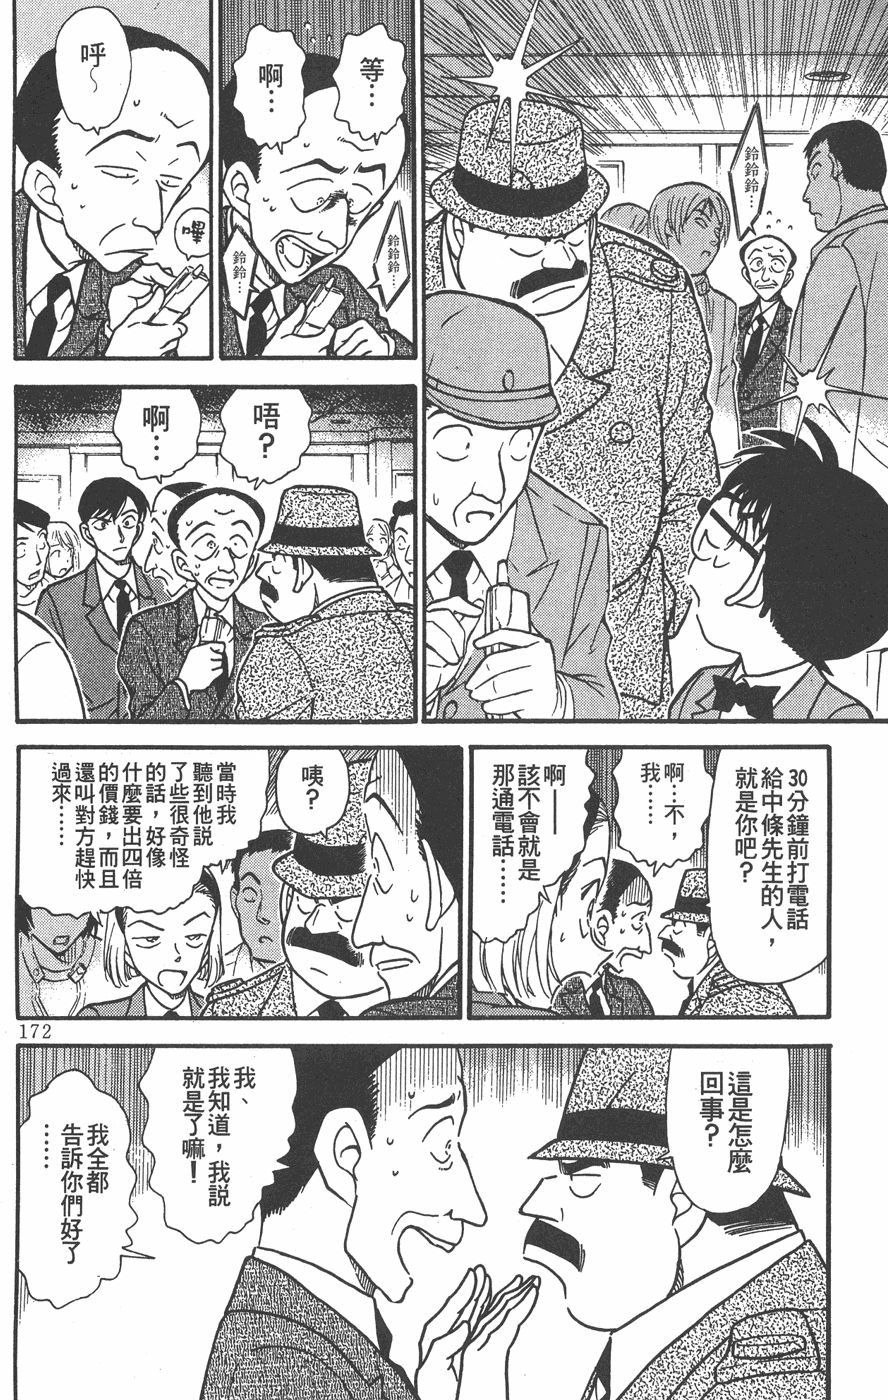 鈴鈴鈴…
等…
啊…
鈴鈴鈴…
鈴鈴…
呼～
嗶
唔？
啊…
30分鐘前打電話
給中條先生的人，
就是你吧？
啊…不，
我……
啊——
該不會就是
那通電話……
咦？
當時我
聽到他說
了些很奇怪
的話，好像
什麼要出四倍
的價錢，而且
還叫對方趕快
過來……
172
這是怎麼
回事？
我、
我知道，我說
就是了嘛！
我全都
告訴你們好了
……